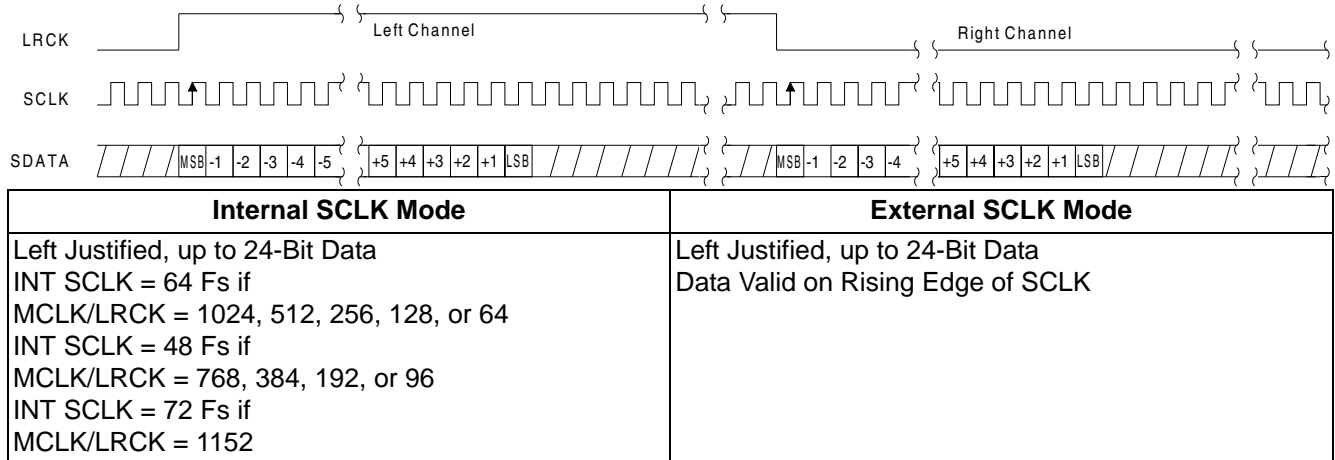 LRCK Left Channel Right Channel
SCLK
SDATA MSB -1 -2 -3 -4 -5 +5 +4 +3 +2 +1 LSB MSB -1 -2 -3 -4 +5 +4 +3 +2 +1 LSB
Internal SCLK Mode
Left Justified, up to 24-Bit Data
INT SCLK = 64 Fs if
MCLK/LRCK = 1024, 512, 256, 128, or 64
INT SCLK = 48 Fs if
MCLK/LRCK = 768, 384, 192, or 96
INT SCLK = 72 Fs if
MCLK/LRCK = 1152
External SCLK Mode
Left Justified, up to 24-Bit Data
Data Valid on Rising Edge of SCLK